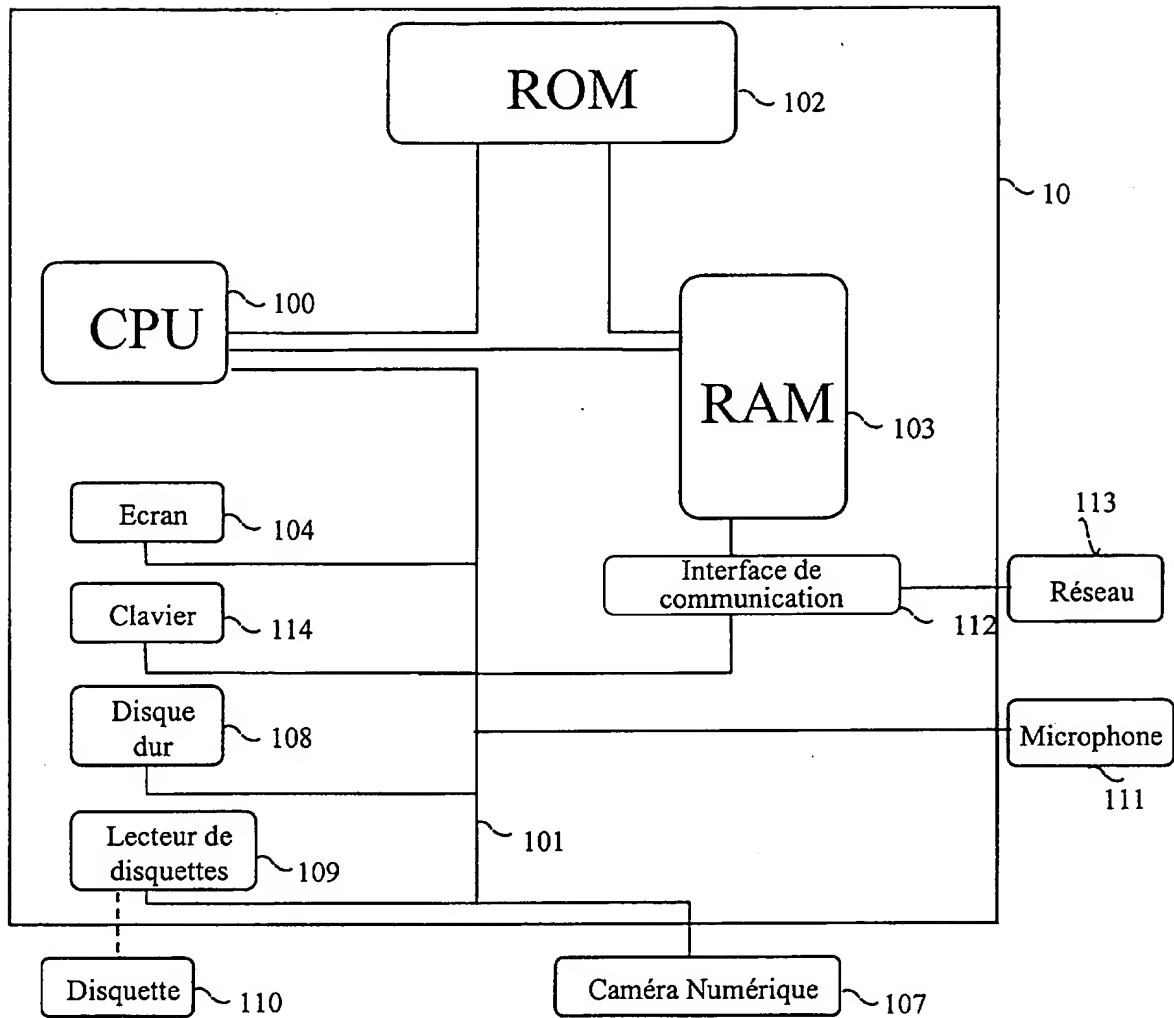 ROM
102
10
CPU
100
RAM
103
Ecran
104
113
Interface de
communication
112
Réseau
Clavier
114
Disque
dur
108
Microphone
111
Lecteur de
disquettes
109
101
Disquette
110
Caméra Numérique
107